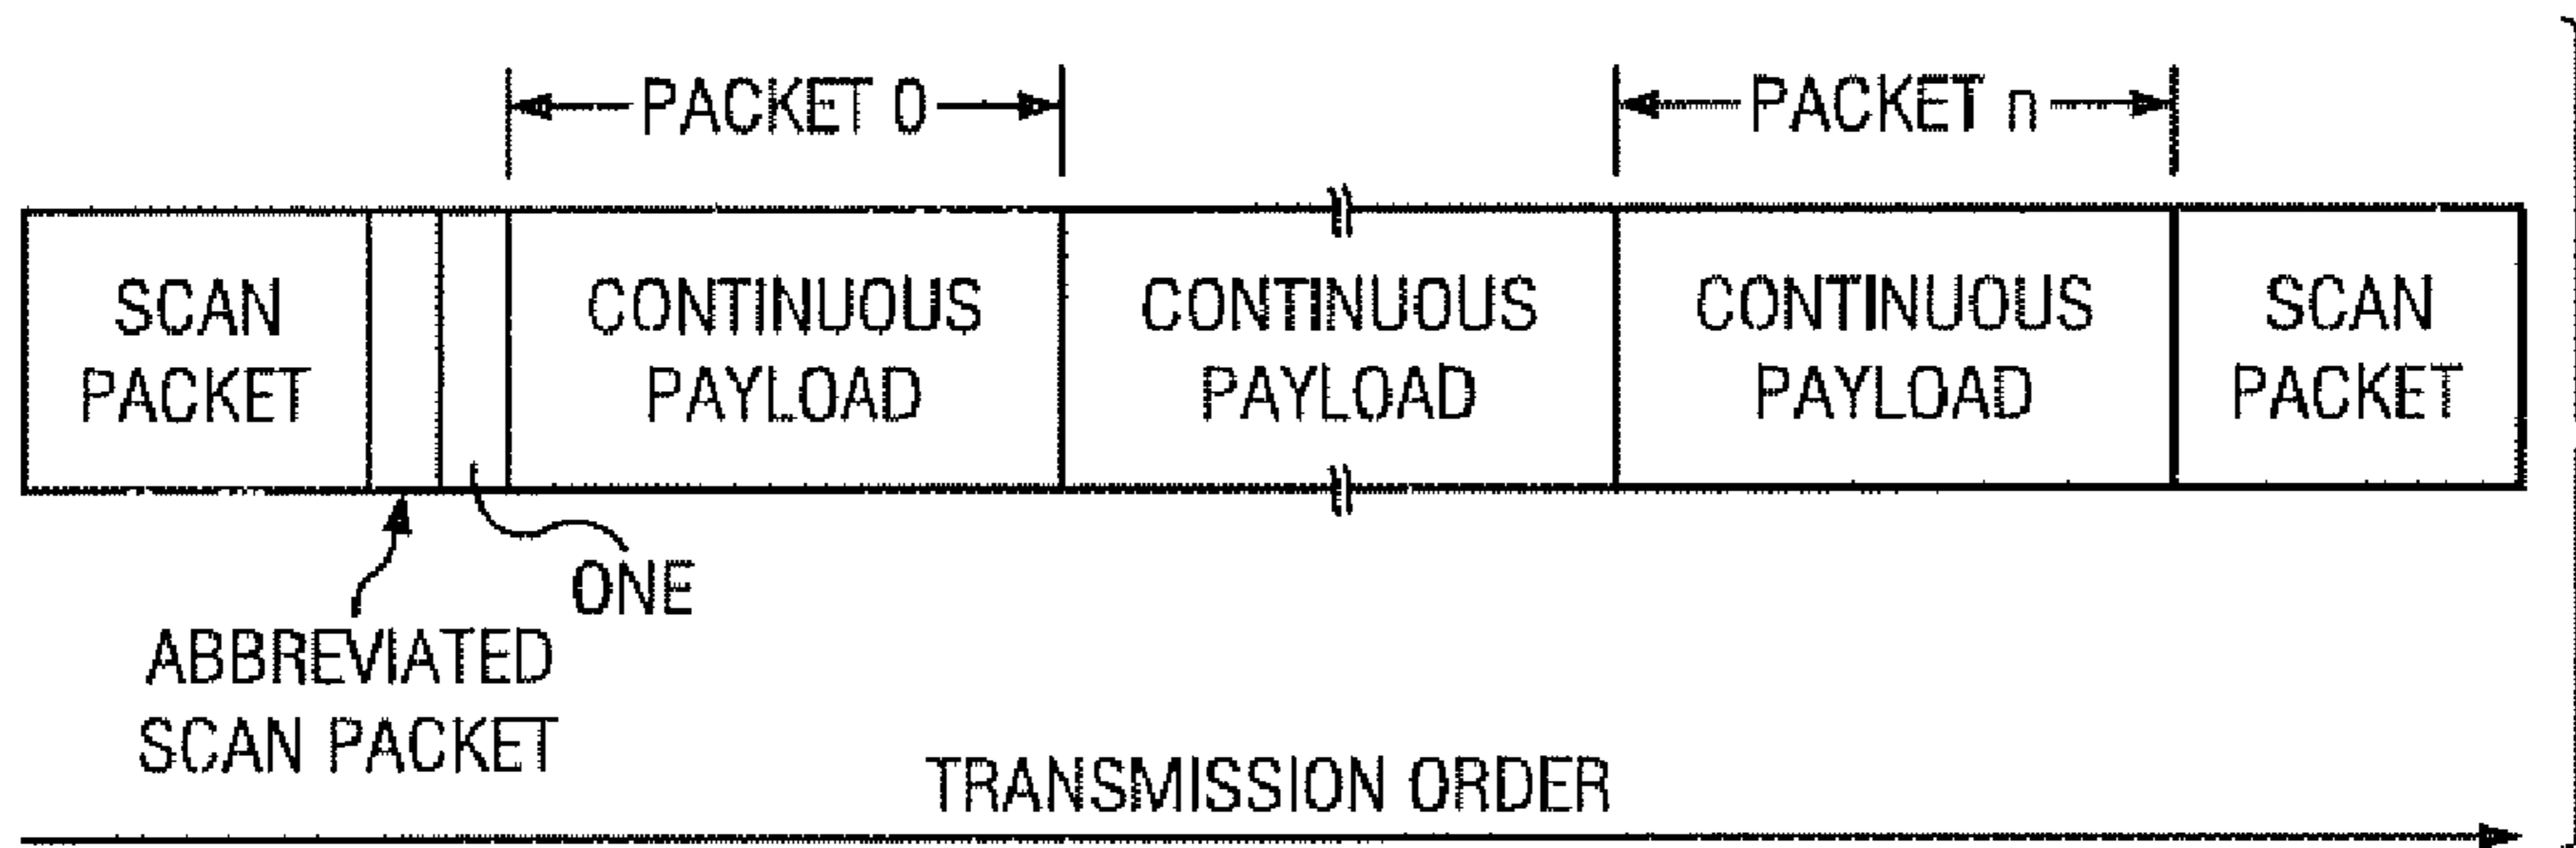 PACKET 0
PACKET n
SCAN
PACKET
CONTINUOUS
PAYLOAD
CONTINUOUS
PAYLOAD
CONTINUOUS
PAYLOAD
SCAN
PACKET
ONE
ABBREVIATED
SCAN PACKET
TRANSMISSION ORDER